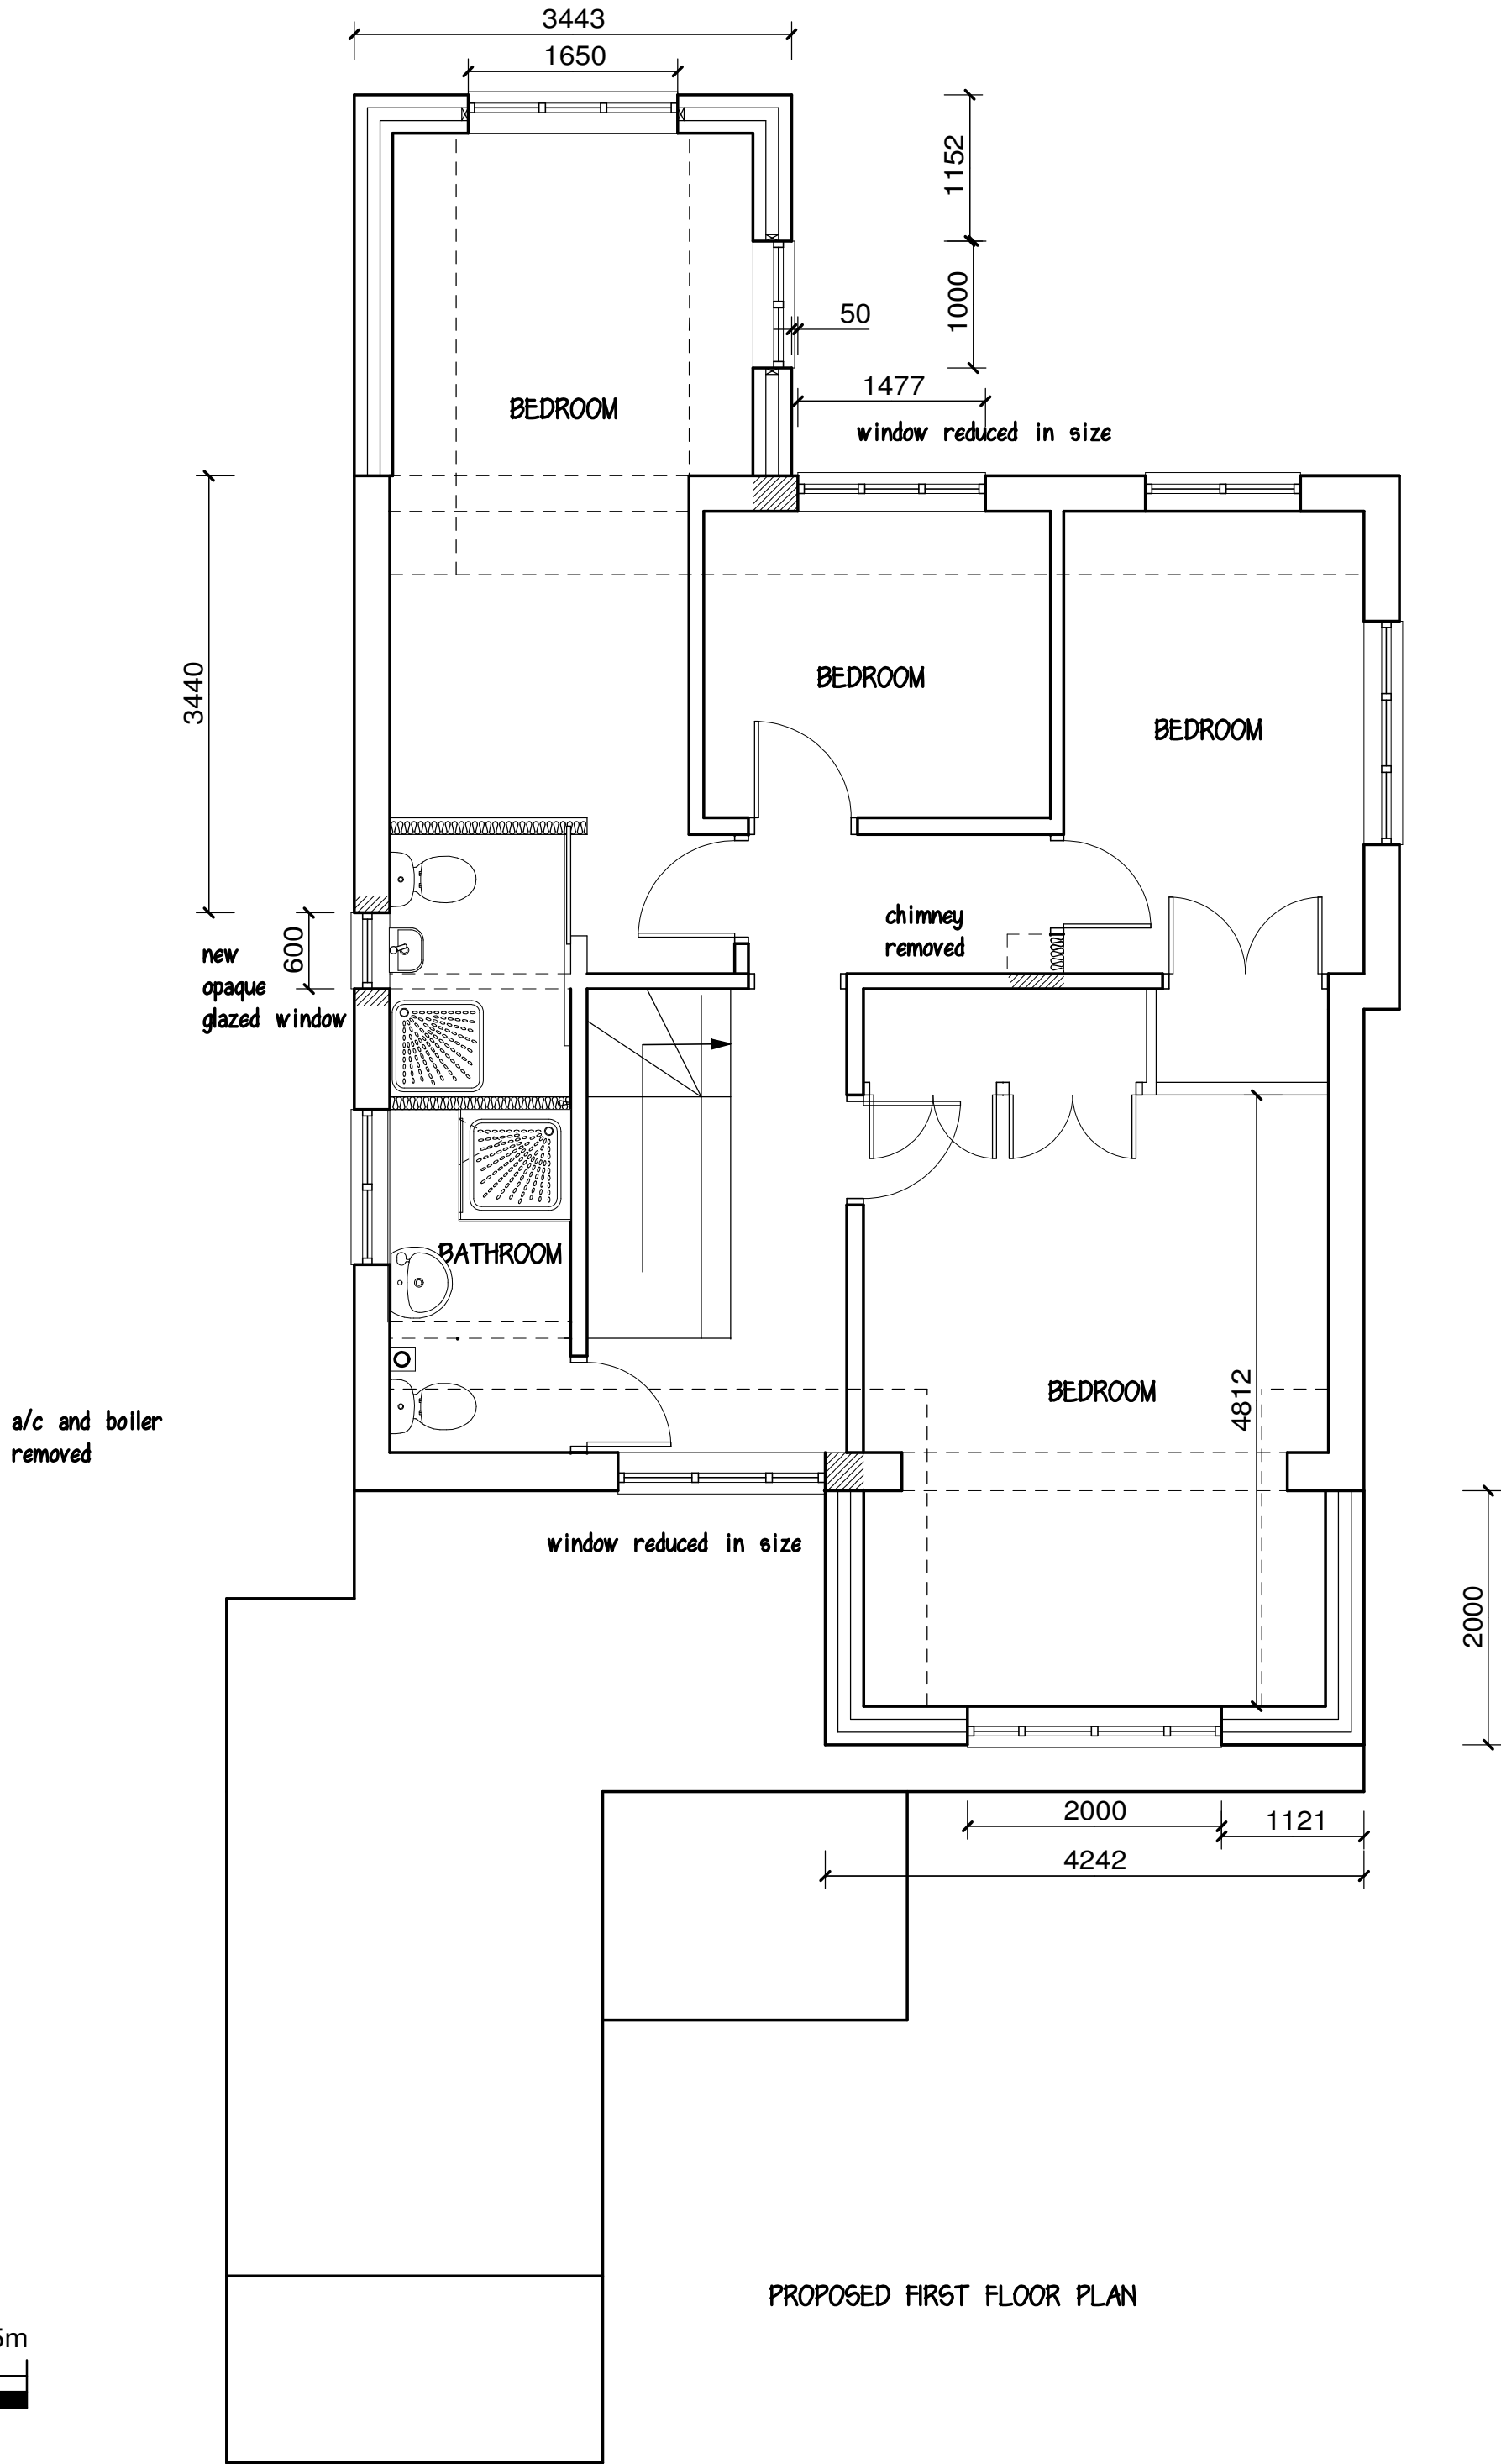 3443
1650
1152
1000
50
1477
window reduced in size
BEDROOM
3440
BEDROOM
BEDROOM
chimney
removed
600
new
opaque
glazed window
BATHROOM
BEDROOM
4812
a/c and boiler
removed
window reduced in size
2000
2000
1121
4242
PROPOSED FIRST FLOOR PLAN
5m